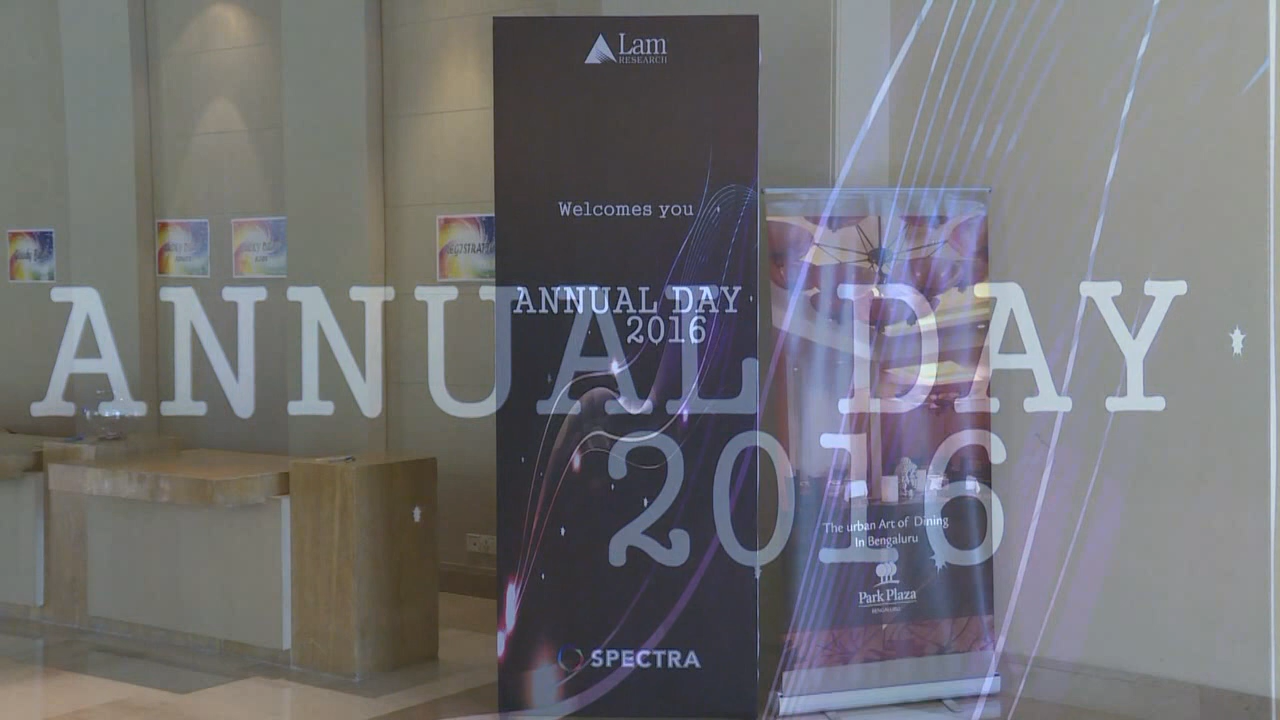 Lam
RESEARCH
Welcomes you
ANNUAL DAY
2016
SPECTRA
ANNUAL DAY
2016
The urban Art of Dining
In Bengaluru
Park Plaza
BENGALURU